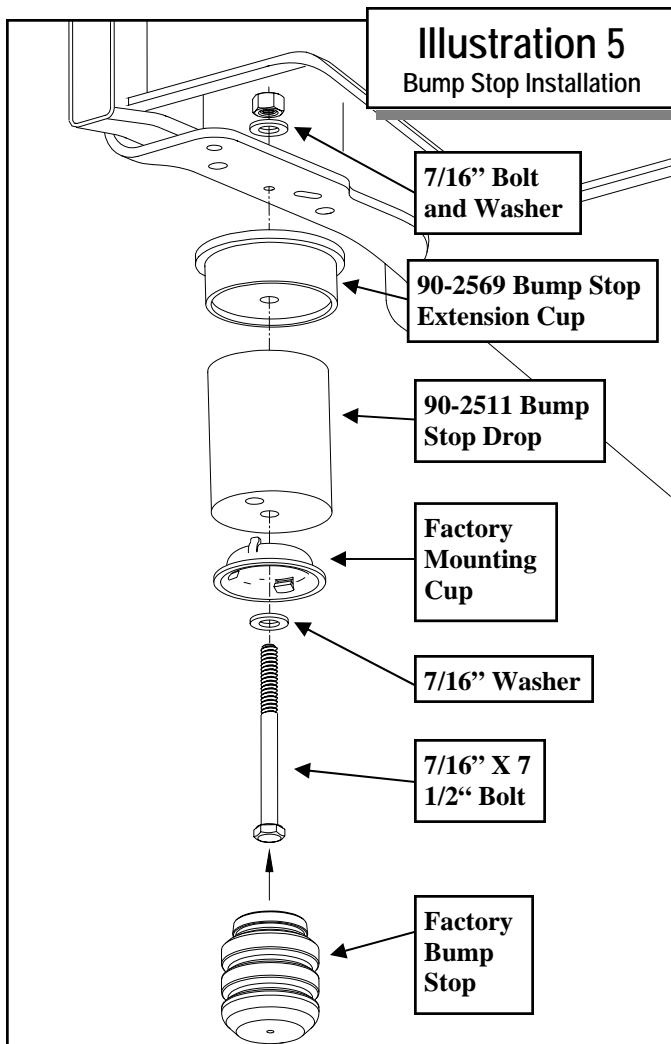 Illustration 5
Bump Stop Installation
7/16” Bolt
and Washer
90-2569 Bump Stop
Extension Cup
90-2511 Bump
Stop Drop
Factory
Mounting
Cup
7/16” Washer
7/16” X 7
1/2“ Bolt
Factory
Bump
Stop